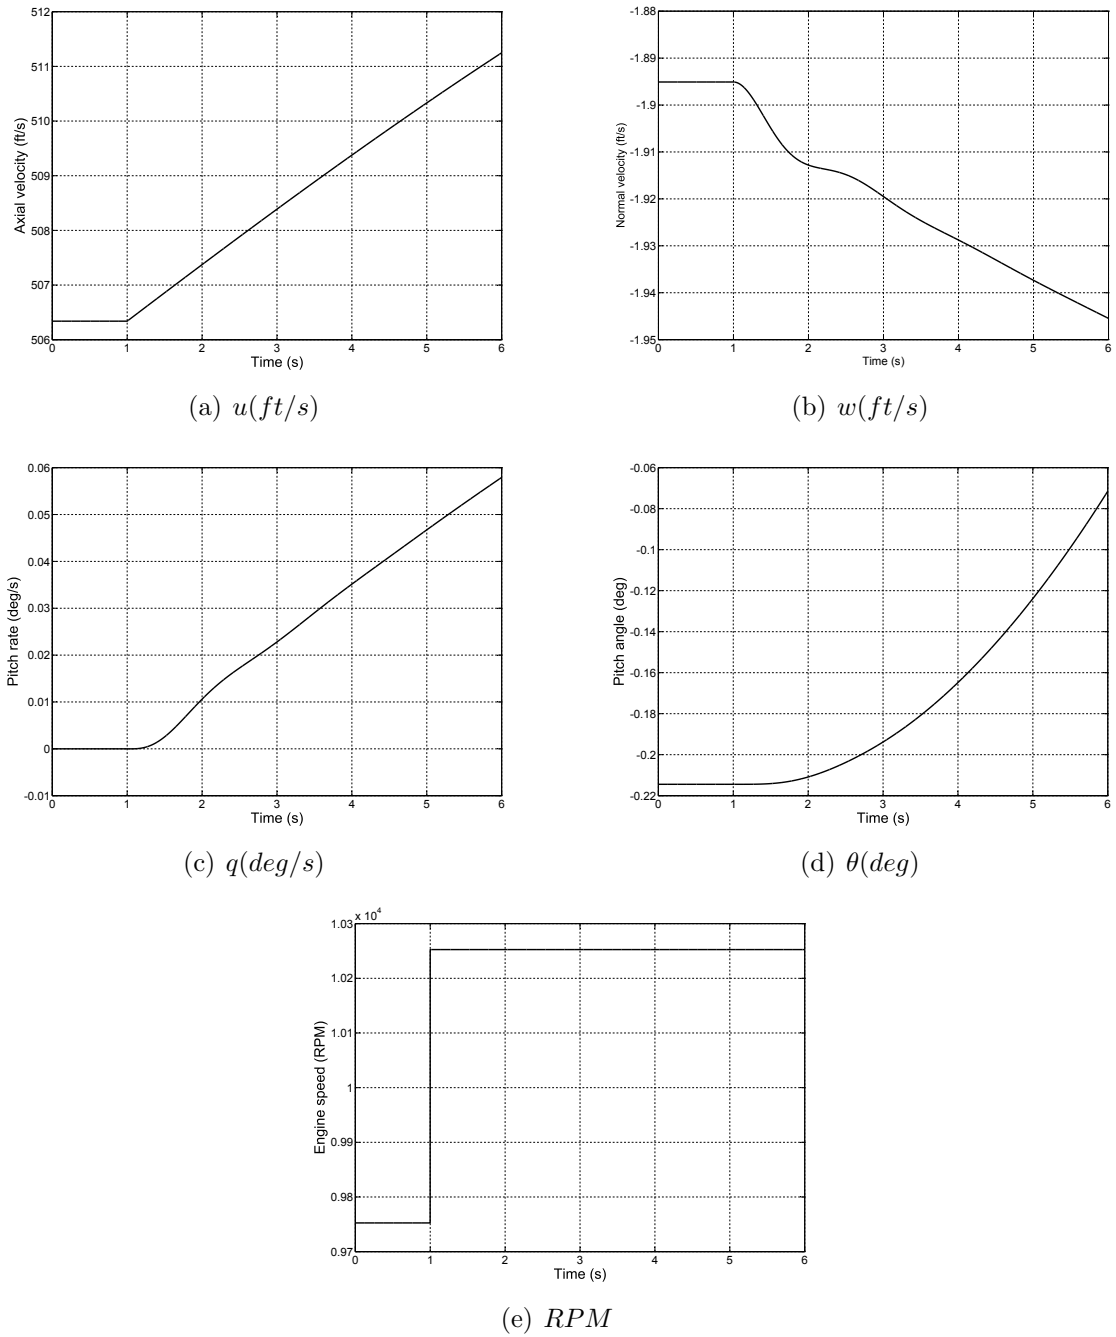 512
511
510
509
508
507
506
0 1 2 3 4 5 6
Axial velocity (ft/s)
Time (s)
(a) u(ft/s)
-1.88
-1.89
-1.9
-1.91
-1.92
-1.93
-1.94
-1.95
0 1 2 3 4 5 6
Normal velocity (ft/s)
Time (s)
(b) w(ft/s)
0.06
0.05
0.04
0.03
0.02
0.01
0
-0.01
0 1 2 3 4 5 6
Pitch rate (deg/s)
Time (s)
(c) q(deg/s)
-0.06
-0.08
-0.1
-0.12
-0.14
-0.16
-0.18
-0.2
-0.22
0 1 2 3 4 5 6
Pitch angle (deg)
Time (s)
(d) θ(deg)
x 10^4
1.03
1.02
1.01
1
0.99
0.98
0.97
0 1 2 3 4 5 6
Engine speed (RPM)
Time (s)
(e) RPM